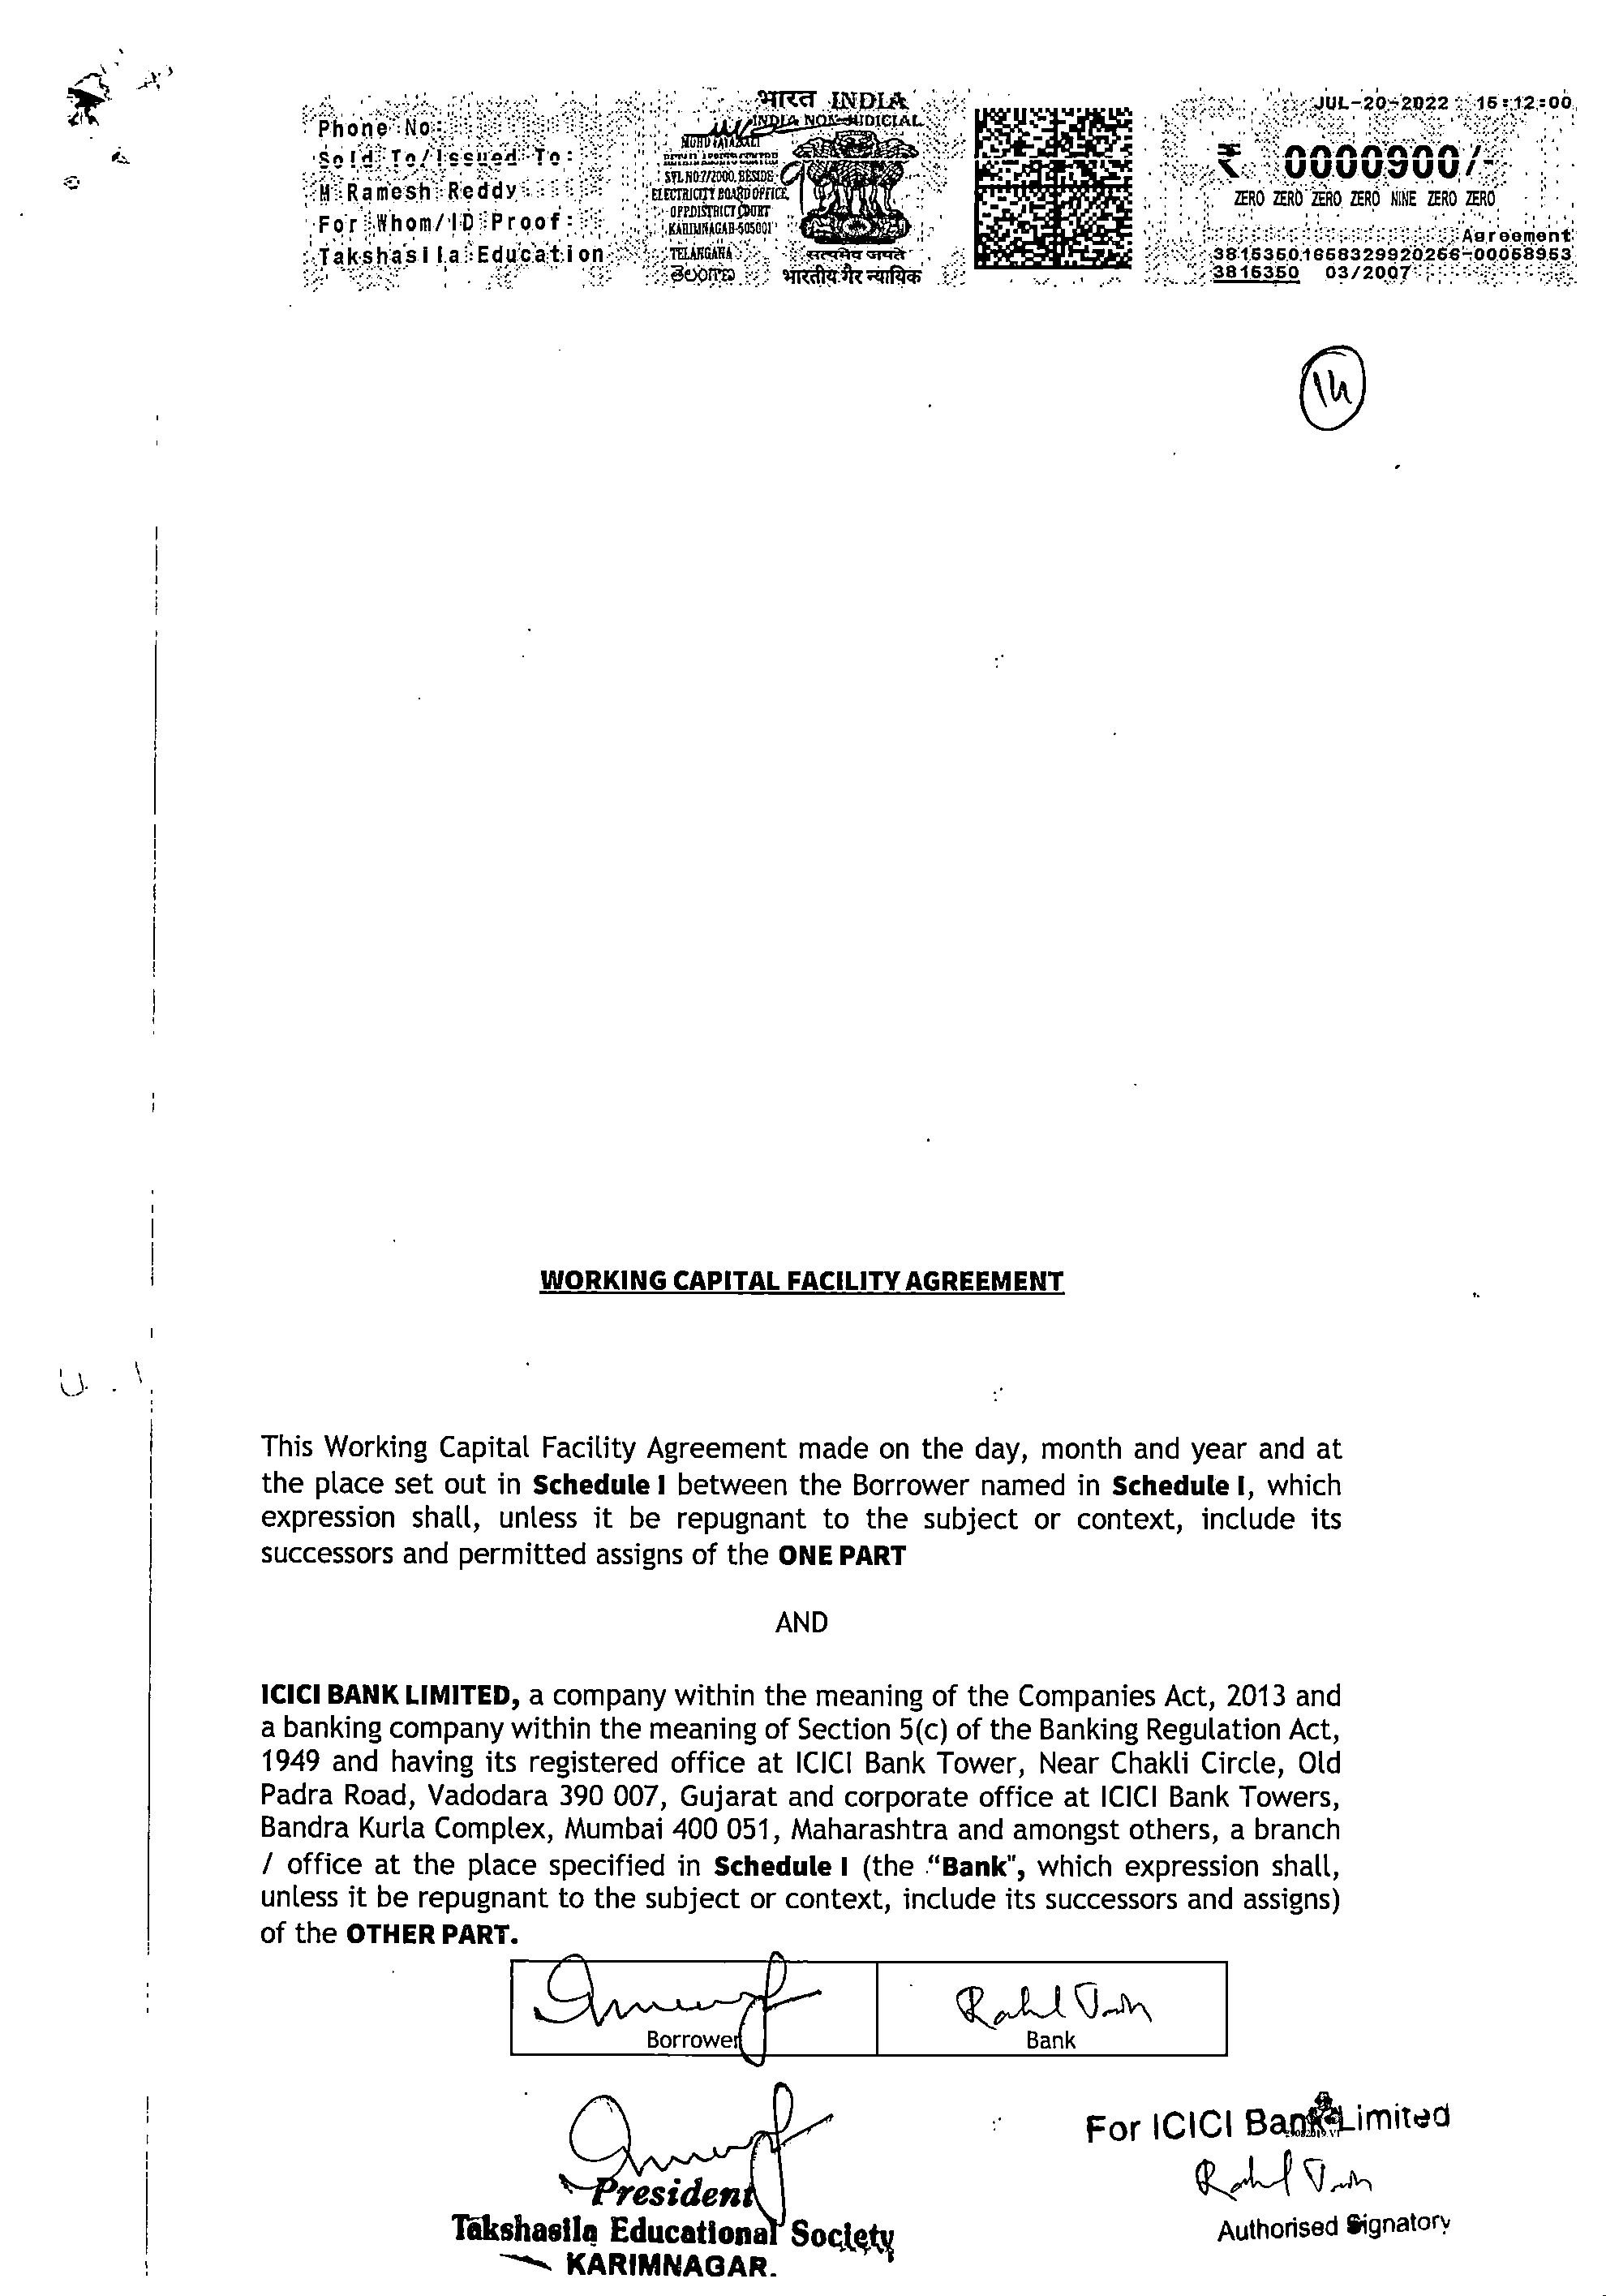 भारत INDIA
INDIA NON JUDICIAL
JUL-20-2022 15:12:00
Phone No:
Sold To/Issued To:
M Ramesh Reddy
For Whom/ID Proof:
Takshasila Education
STL NO.7/2000, BESIDE
ELECTRICITY BOARD OFFICE,
OPP.DISTRICT COURT
KARIMNAGAR-505001
TELANGANA
తెలంగాణ
सत्यमेव जयते
भारतीय गैर न्यायिक
₹ 0000900/-
ZERO ZERO ZERO ZERO NINE ZERO ZERO
Agreement
38153501658329920256-00058953
3815350 03/2007
14
WORKING CAPITAL FACILITY AGREEMENT
This Working Capital Facility Agreement made on the day, month and year and at
the place set out in Schedule I between the Borrower named in Schedule I, which
expression shall, unless it be repugnant to the subject or context, include its
successors and permitted assigns of the ONE PART
AND
ICICI BANK LIMITED, a company within the meaning of the Companies Act, 2013 and
a banking company within the meaning of Section 5(c) of the Banking Regulation Act,
1949 and having its registered office at ICICI Bank Tower, Near Chakli Circle, Old
Padra Road, Vadodara 390 007, Gujarat and corporate office at ICICI Bank Towers,
Bandra Kurla Complex, Mumbai 400 051, Maharashtra and amongst others, a branch
/ office at the place specified in Schedule I (the "Bank", which expression shall,
unless it be repugnant to the subject or context, include its successors and assigns)
of the OTHER PART.
Borrower
Bank
For ICICI Bank Limited
President
Takshasila Educational Society
KARIMNAGAR.
Authorised Signatory